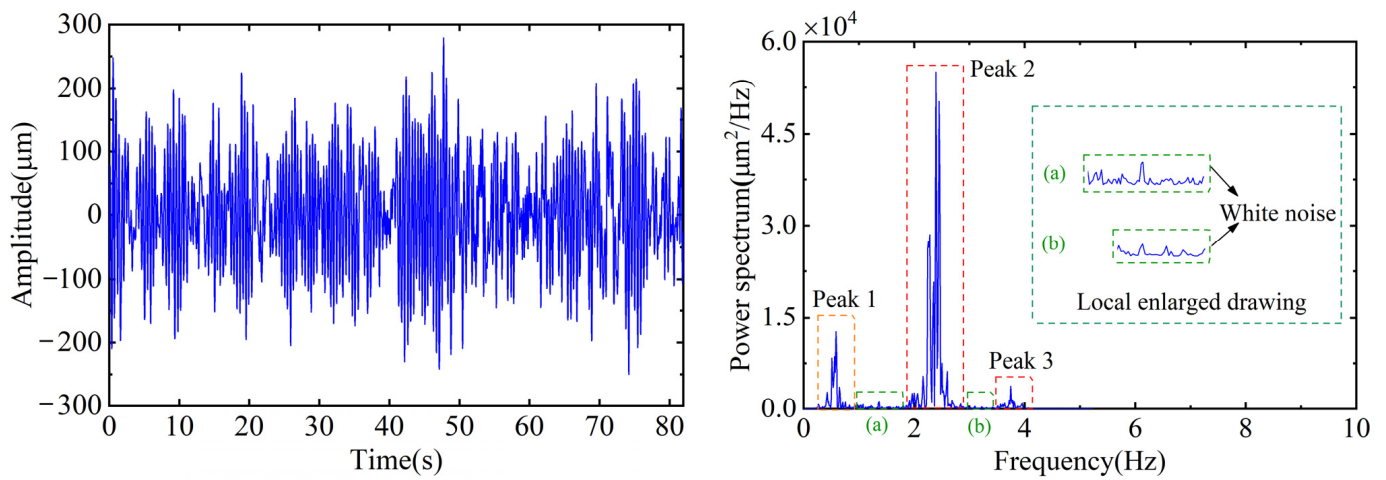 300
200
100
0
−100
−200
−300
Amplitude(μm)
0 10 20 30 40 50 60 70 80
Time(s)
×10⁴
6.0
4.5
3.0
1.5
0.0
Power spectrum(μm²/Hz)
Peak 1
Peak 2
Peak 3
(a)
(b)
White noise
Local enlarged drawing
(a)
(b)
0 2 4 6 8 10
Frequency(Hz)